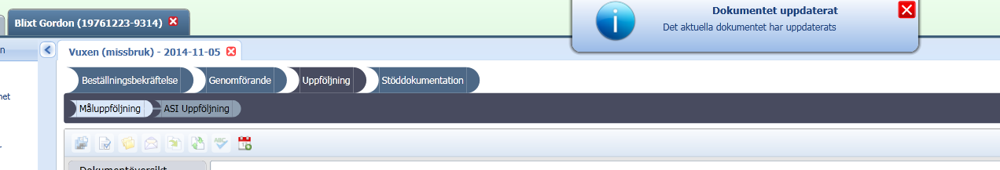 Dokumentet uppdaterat
Det aktuella dokumentet har uppdaterats
Blixt Gordon (19761223-9314)
n
Vuxen (missbruk) - 2014-11-05
Beställningsbekräftelse Genomförande Uppföljning Stöddokumentation
net
Måluppföljning ASI Uppföljning
ABC
Dokumentöversikt